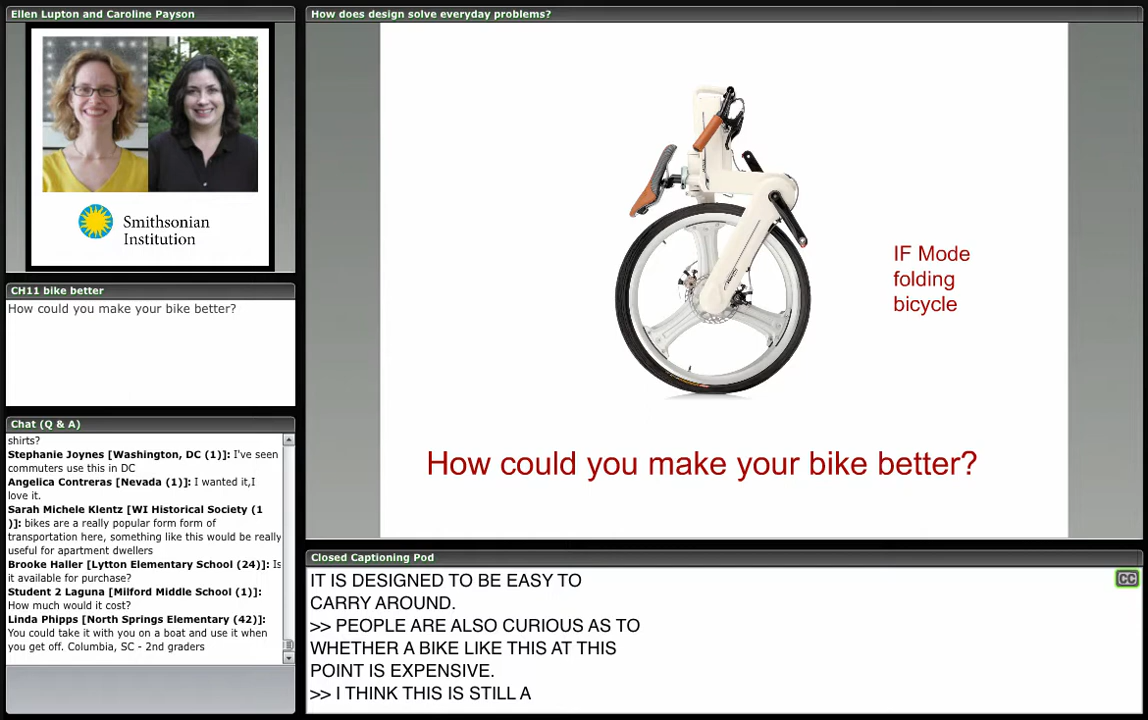 Ellen Lupton and Caroline Payson
Smithsonian
Institution
CH11 bike better
How could you make your bike better?
Chat (Q & A)
shirts?
Stephanie Joynes [Washington, DC (1)]: I've seen
commuters use this in DC
Angelica Contreras [Nevada (1)]: I wanted it,I
love it.
Sarah Michele Klentz [WI Historical Society (1
)]: bikes are a really popular form form of
transportation here, something like this would be really
useful for apartment dwellers
Brooke Haller [Lytton Elementary School (24)]: Is
it available for purchase?
Student 2 Laguna [Milford Middle School (1)]:
How much would it cost?
Linda Phipps [North Springs Elementary (42)]:
You could take it with you on a boat and use it when
you get off. Columbia, SC - 2nd graders
How does design solve everyday problems?
IF Mode
folding
bicycle
How could you make your bike better?
Closed Captioning Pod
CC
IT IS DESIGNED TO BE EASY TO
CARRY AROUND.
>> PEOPLE ARE ALSO CURIOUS AS TO
WHETHER A BIKE LIKE THIS AT THIS
POINT IS EXPENSIVE.
>> I THINK THIS IS STILL A